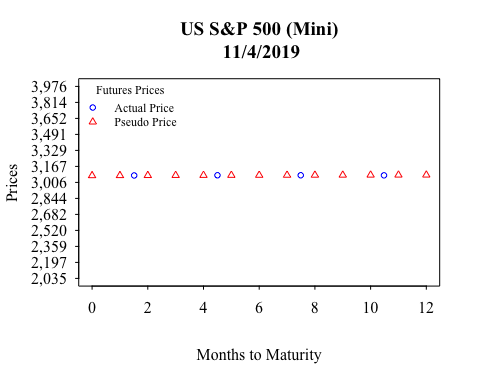 US S&P 500 (Mini)
11/4/2019
Prices
3,976
3,814
3,652
3,491
3,329
3,167
3,006
2,844
2,682
2,520
2,359
2,197
2,035
Futures Prices
Actual Price
Pseudo Price
0 2 4 6 8 10 12
Months to Maturity